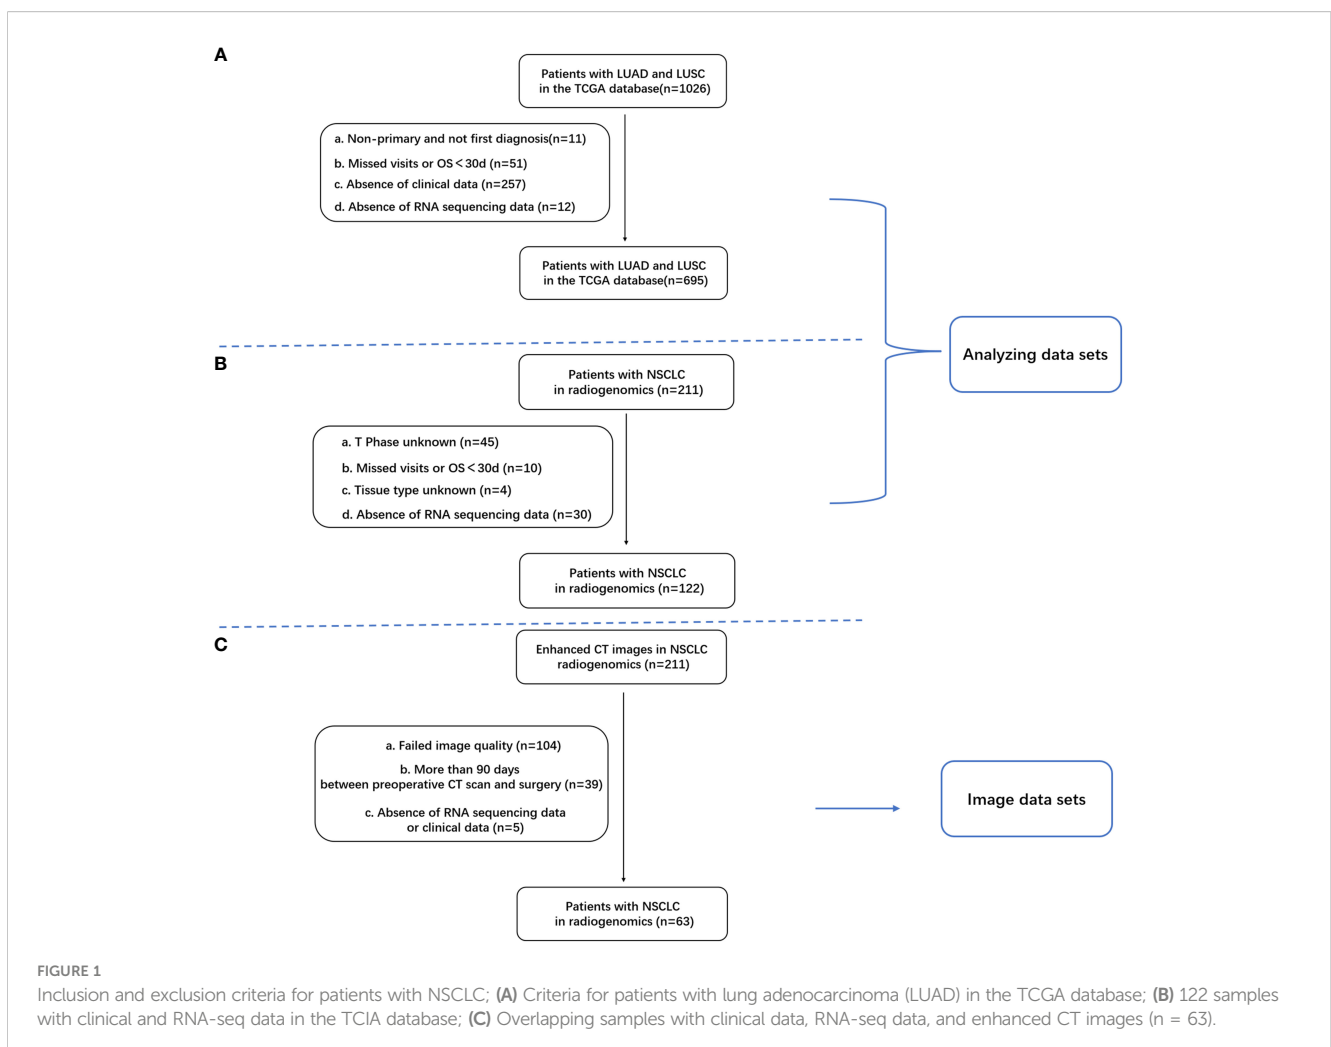 A
Patients with LUAD and LUSC
in the TCGA database(n=1026)
a. Non-primary and not first diagnosis(n=11)
b. Missed visits or OS<30d (n=51)
c. Absence of clinical data (n=257)
d. Absence of RNA sequencing data (n=12)
Patients with LUAD and LUSC
in the TCGA database(n=695)
Analyzing data sets
B
Patients with NSCLC
in radiogenomics (n=211)
a. T Phase unknown (n=45)
b. Missed visits or OS<30d (n=10)
c. Tissue type unknown (n=4)
d. Absence of RNA sequencing data (n=30)
Patients with NSCLC
in radiogenomics (n=122)
C
Enhanced CT images in NSCLC
radiogenomics (n=211)
a. Failed image quality (n=104)
b. More than 90 days
between preoperative CT scan and surgery (n=39)
c. Absence of RNA sequencing data
or clinical data (n=5)
Image data sets
Patients with NSCLC
in radiogenomics (n=63)
FIGURE 1
Inclusion and exclusion criteria for patients with NSCLC; (A) Criteria for patients with lung adenocarcinoma (LUAD) in the TCGA database; (B) 122 samples
with clinical and RNA-seq data in the TCIA database; (C) Overlapping samples with clinical data, RNA-seq data, and enhanced CT images (n = 63).